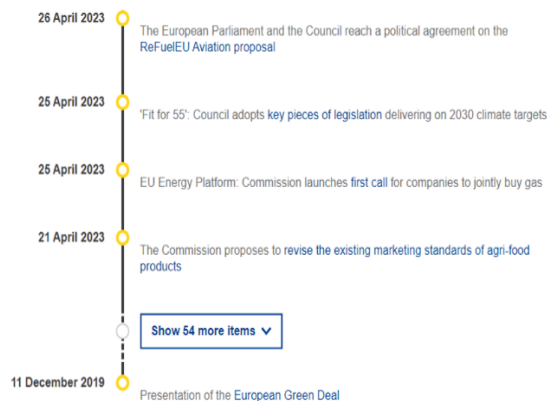 26 April 2023
The European Parliament and the Council reach a political agreement on the
ReFuelEU Aviation proposal
25 April 2023
'Fit for 55': Council adopts key pieces of legislation delivering on 2030 climate targets
25 April 2023
EU Energy Platform: Commission launches first call for companies to jointly buy gas
21 April 2023
The Commission proposes to revise the existing marketing standards of agri-food
products
Show 54 more items
11 December 2019
Presentation of the European Green Deal